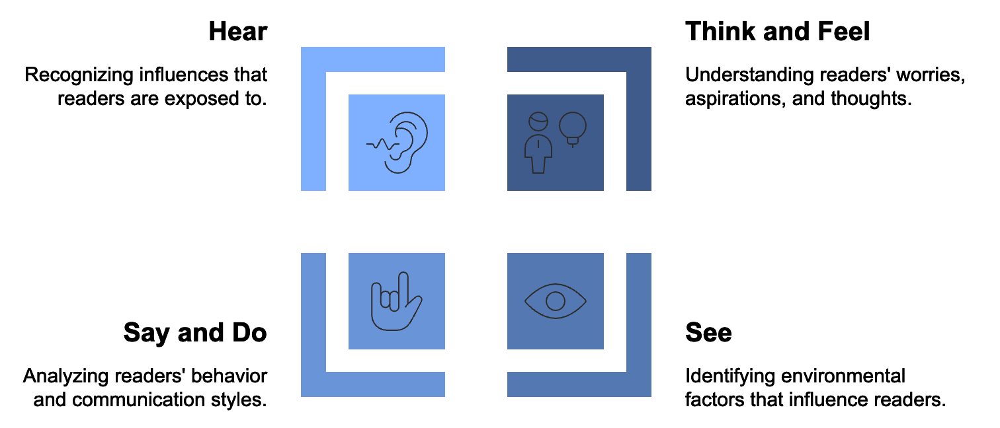 Hear
Recognizing influences that
readers are exposed to.
Think and Feel
Understanding readers' worries,
aspirations, and thoughts.
Say and Do
Analyzing readers' behavior
and communication styles.
See
Identifying environmental
factors that influence readers.